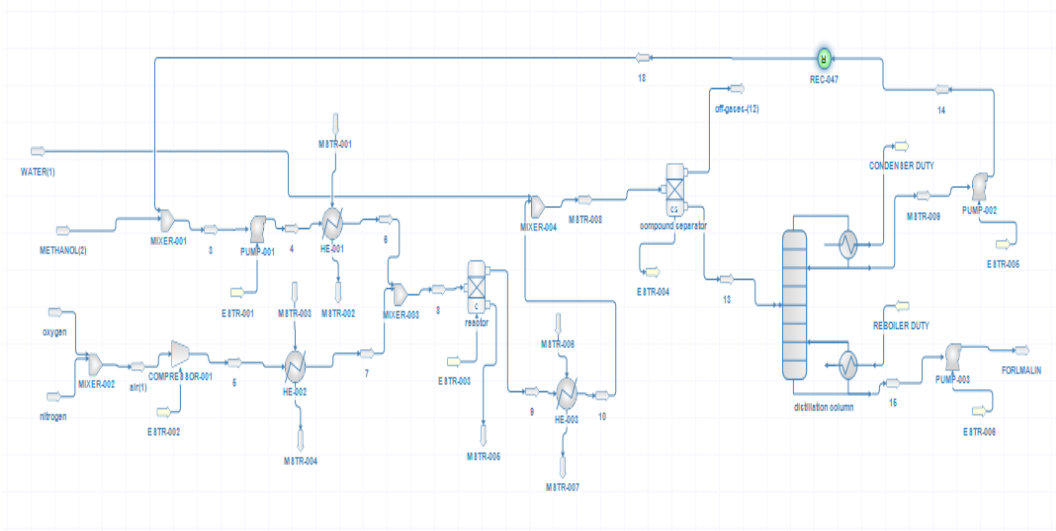 REC-047
18
14
off-gases-(12)
MSTR-001
WATER(1)
CONDENSER DUTY
MSTR-008
MSTR-009
PUMP-002
MIXER-004
compound separator
METHANOL(2)
MIXER-001
3
PUMP-001
4
HE-001
6
ESTR-005
ESTR-004
13
ESTR-001
MSTR-003
MSTR-002
MIXER-003
8
reactor
REBOILER DUTY
oxygen
MSTR-006
MIXER-002
air(1)
COMPRESSOR-001
5
HE-002
7
ESTR-003
PUMP-003
FORLMALIN
nitrogen
9
HE-003
10
distillation column
15
ESTR-002
MSTR-004
MSTR-005
ESTR-006
MSTR-007